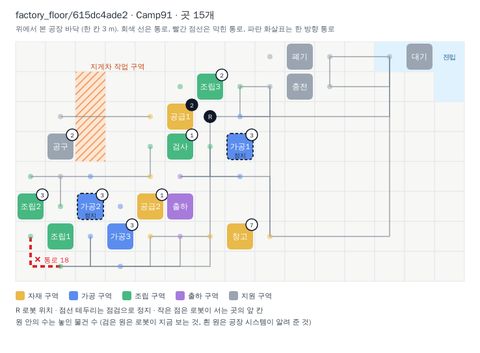 factory_floor/615dc4ade2 · Camp91 · 곳 15개
위에서 본 공장 바닥 (한 칸 3 m). 회색 선은 통로, 빨간 점선은 막힌 통로, 파란 화살표는 한 방향 통로
폐기 대기 진입
지게차 작업 구역
조립3 2 충전
공급1 2 R
공구 2 검사 1 가공1 3 정지
조립2 3 가공2 3 정지 공급2 1 출하
조립1 가공3 3 창고 7
✕ 통로 18
자재 구역 가공 구역 조립 구역 출하 구역 지원 구역
R 로봇 위치 · 점선 테두리는 점검으로 정지 · 작은 점은 로봇이 서는 곳의 앞 칸
원 안의 수는 놓인 물건 수 (검은 원은 로봇이 지금 보는 것, 흰 원은 공장 시스템이 알려 준 것)